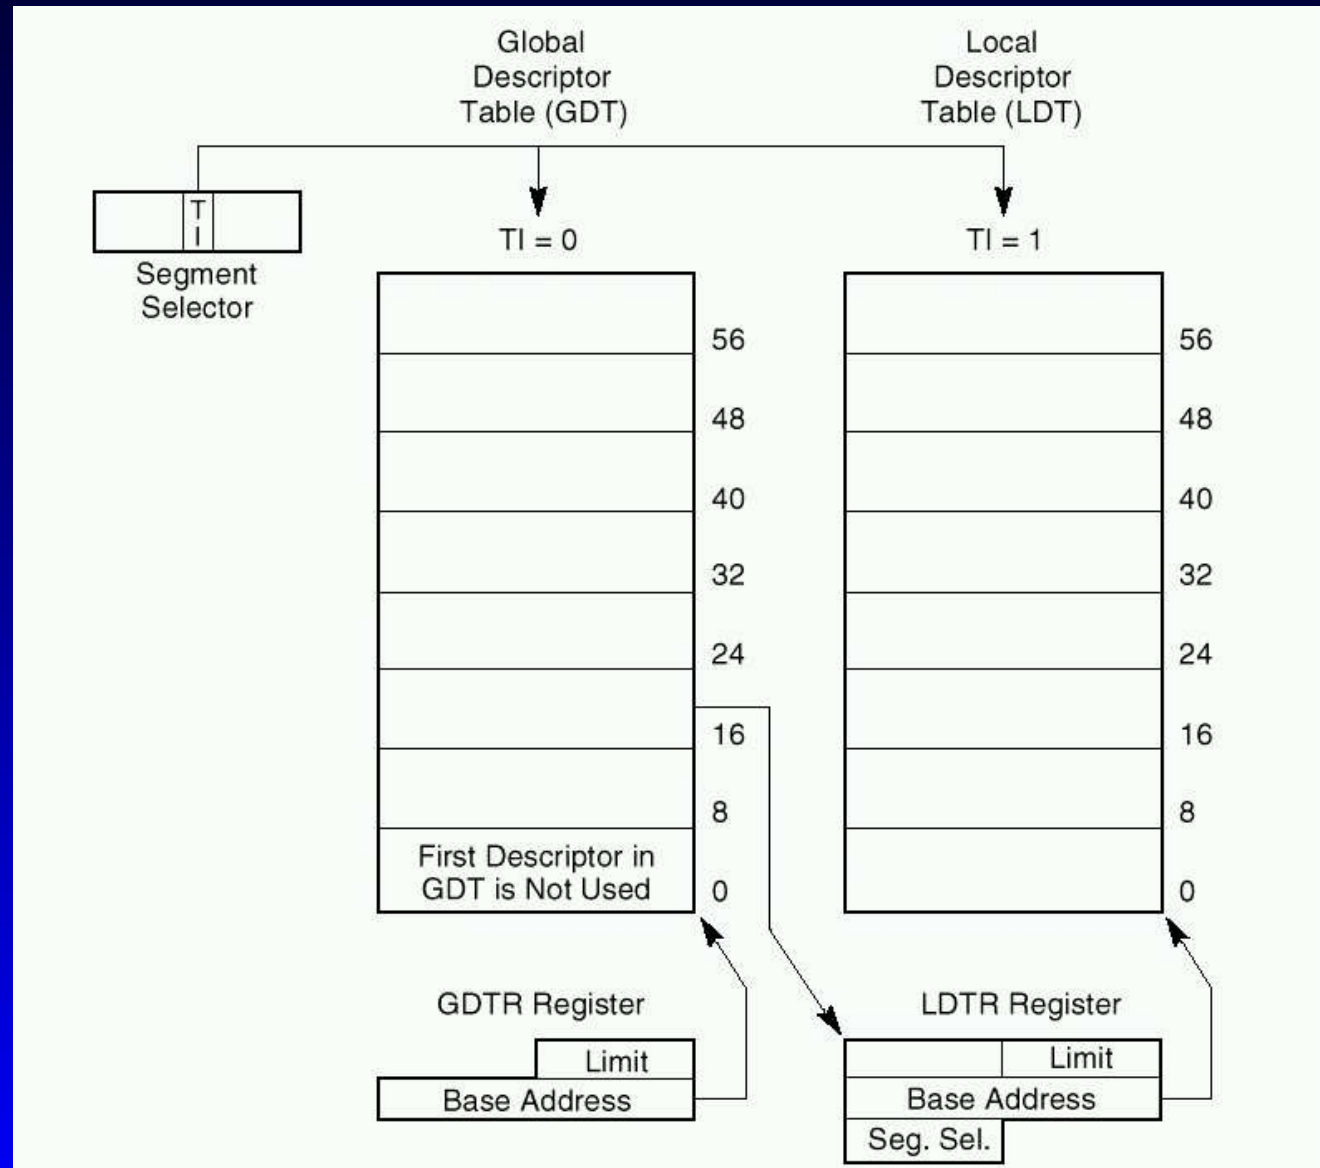 Global
Descriptor
Table (GDT)
Local
Descriptor
Table (LDT)
T
I
Segment
Selector
TI = 0
TI = 1
56
48
40
32
24
16
8
0
First Descriptor in
GDT is Not Used
56
48
40
32
24
16
8
0
GDTR Register
Limit
Base Address
LDTR Register
Limit
Base Address
Seg. Sel.